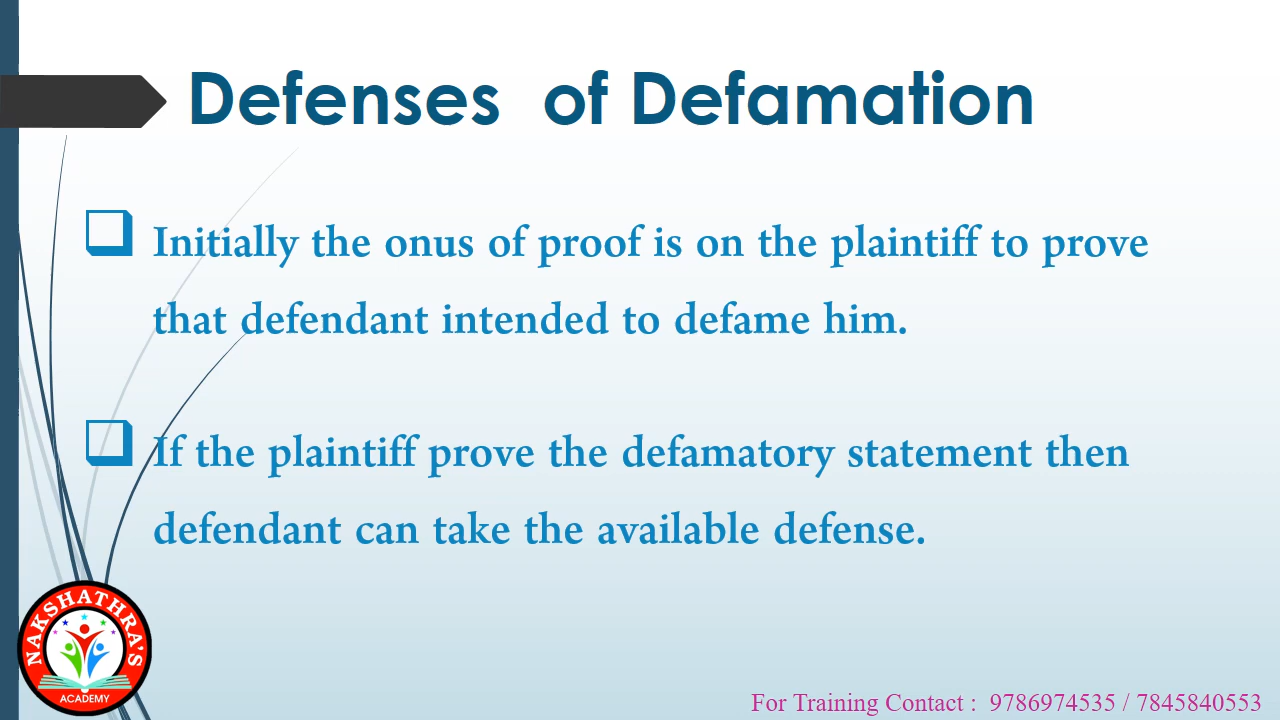 Defenses of Defamation
Initially the onus of proof is on the plaintiff to prove
that defendant intended to defame him.
If the plaintiff prove the defamatory statement then
defendant can take the available defense.
NAKSHATHRA'S
ACADEMY
For Training Contact : 9786974535 / 7845840553